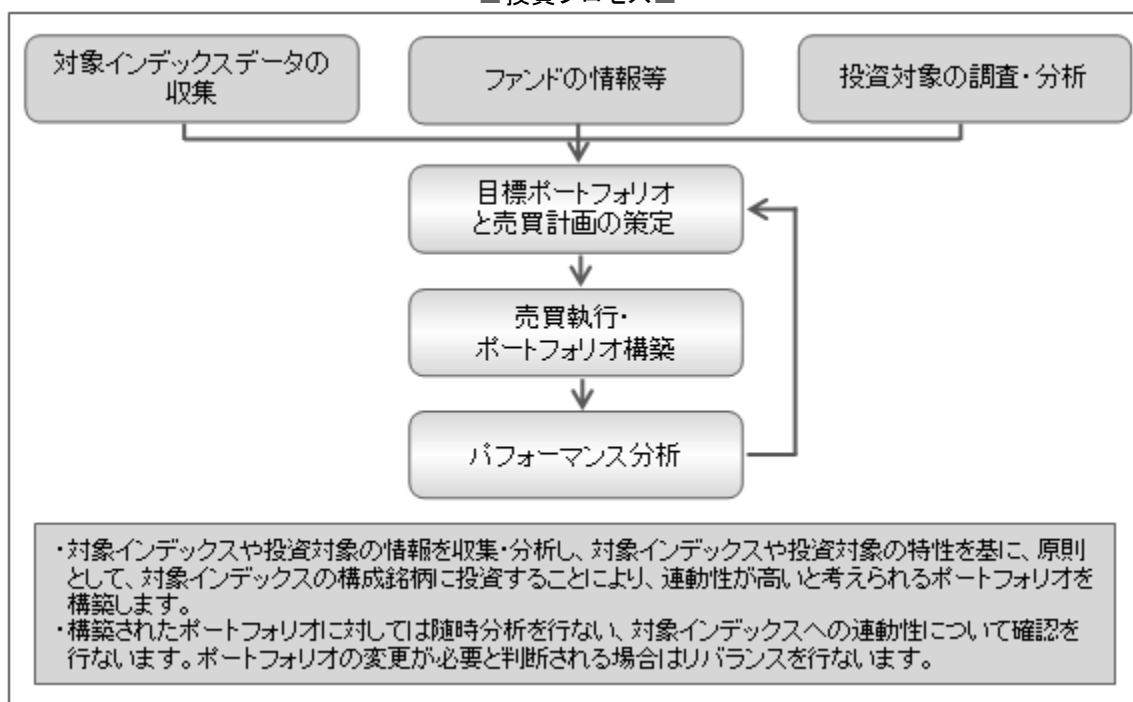 ■投資プロセス■
対象インデックスデータの
収集
ファンドの情報等
投資対象の調査・分析
目標ポートフォリオ
と売買計画の策定
売買執行・
ポートフォリオ構築
パフォーマンス分析
・対象インデックスや投資対象の情報を収集・分析し、対象インデックスや投資対象の特性を基に、原則
として、対象インデックスの構成銘柄に投資することにより、連動性が高いと考えられるポートフォリオを
構築します。
・構築されたポートフォリオに対しては随時分析を行ない、対象インデックスへの連動性について確認を
行ないます。ポートフォリオの変更が必要と判断される場合はリバランスを行ないます。